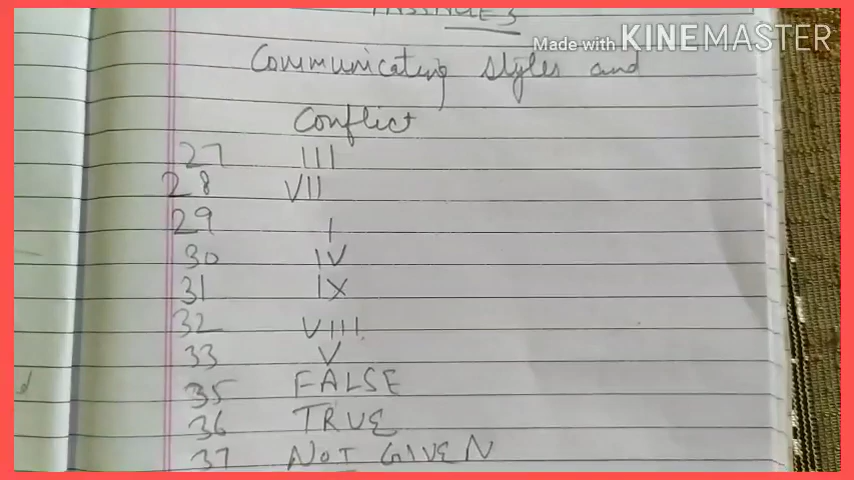 Made with KINEMASTER
Communicating styles and
Conflict
27 III
28 VII
29 I
30 IV
31 IX
32 VIII
33 V
35 FALSE
36 TRUE
37 NOT GIVEN